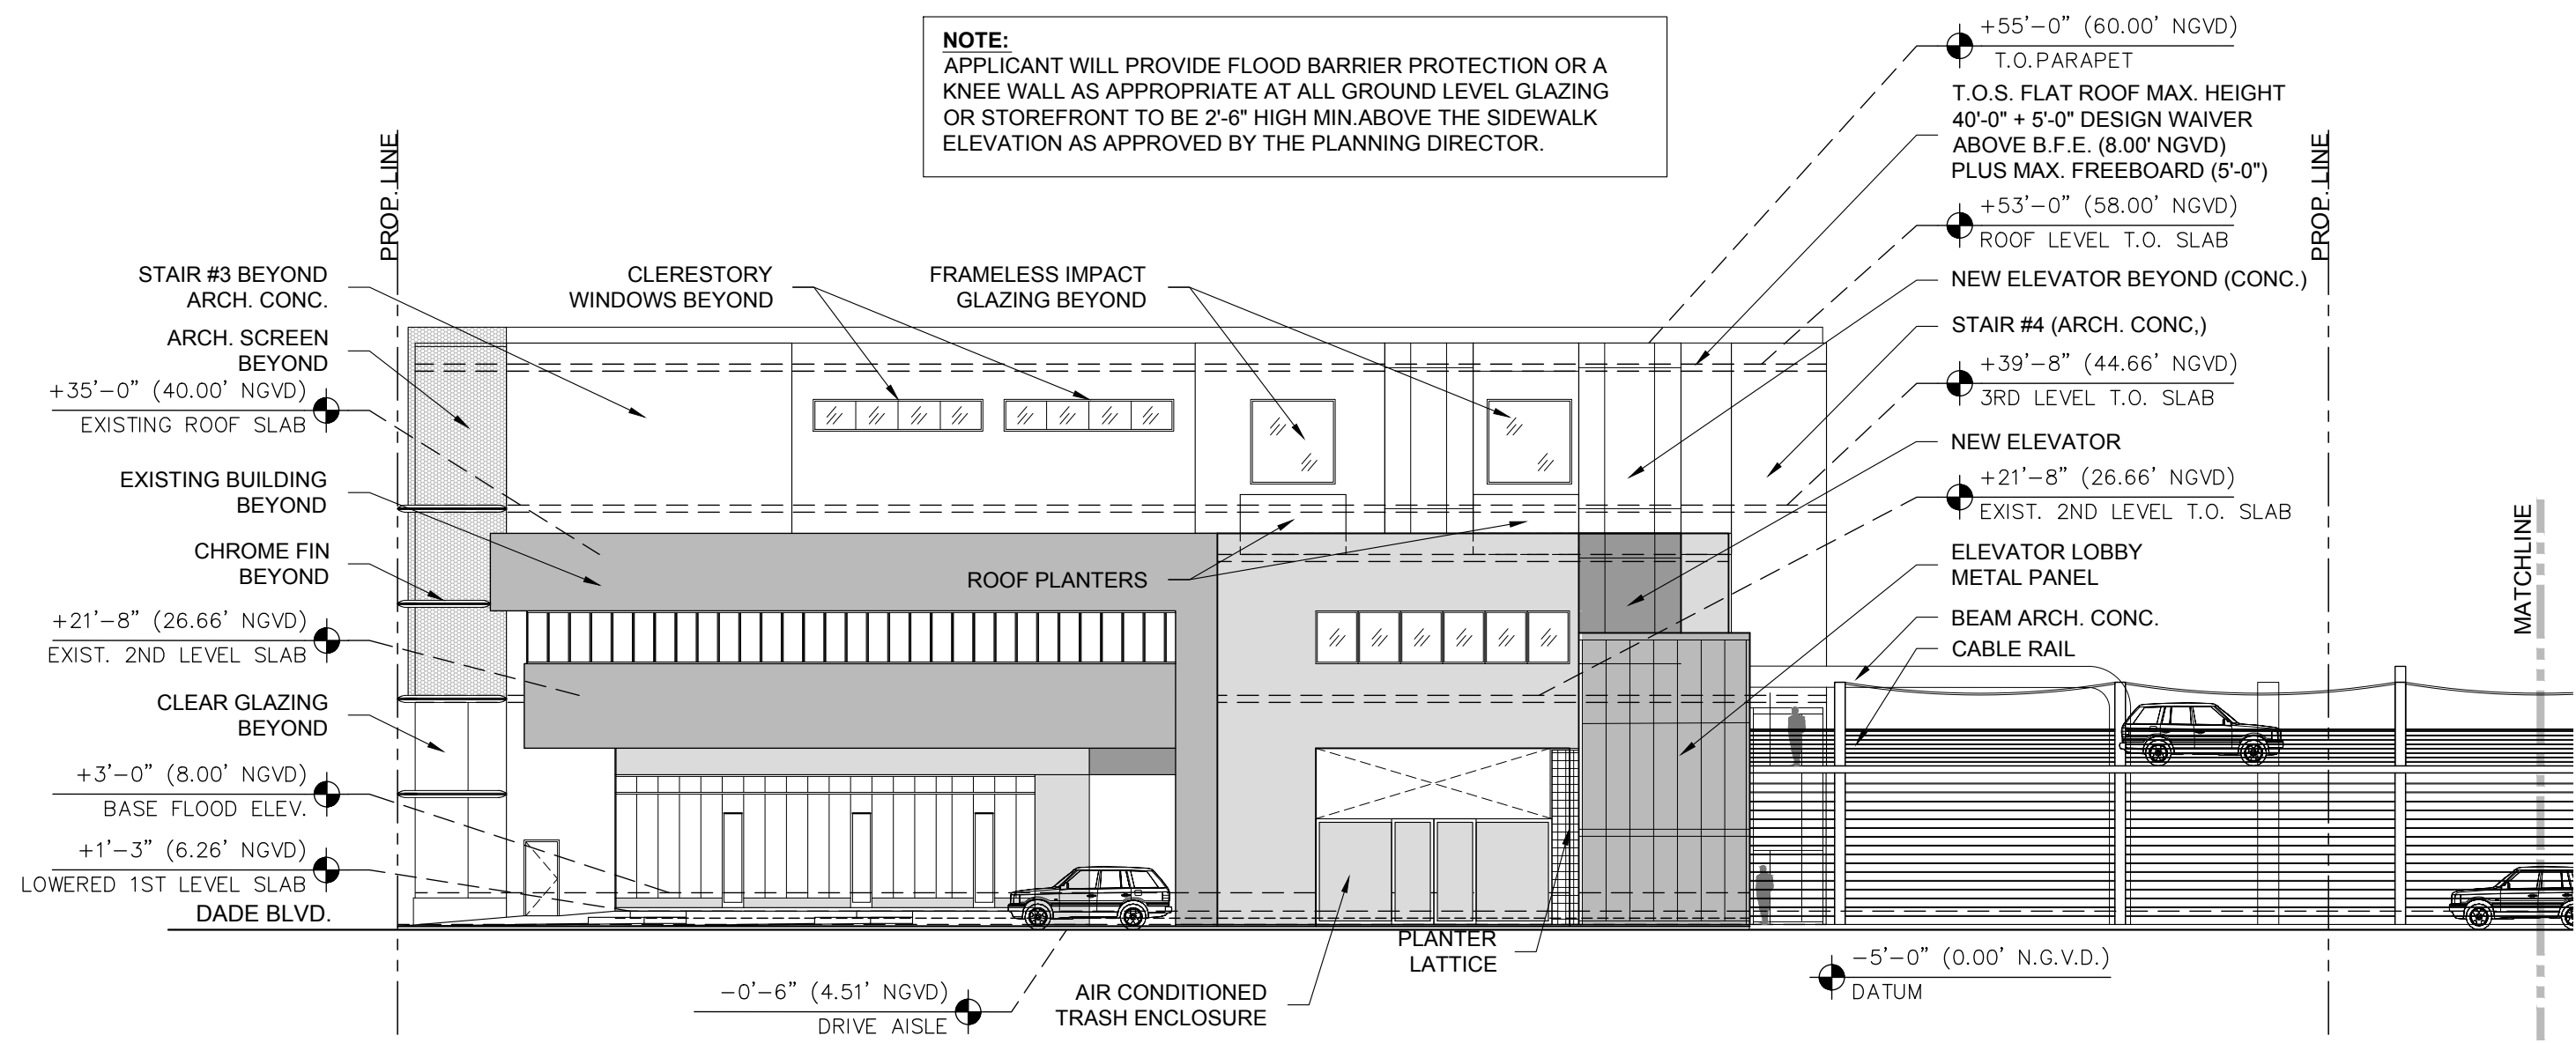 NOTE:
APPLICANT WILL PROVIDE FLOOD BARRIER PROTECTION OR A
KNEE WALL AS APPROPRIATE AT ALL GROUND LEVEL GLAZING
OR STOREFRONT TO BE 2'-6" HIGH MIN.ABOVE THE SIDEWALK
ELEVATION AS APPROVED BY THE PLANNING DIRECTOR.
PROP. LINE
STAIR #3 BEYOND
ARCH. CONC.
ARCH. SCREEN
BEYOND
+35'-0" (40.00' NGVD)
EXISTING ROOF SLAB
EXISTING BUILDING
BEYOND
CHROME FIN
BEYOND
+21'-8" (26.66' NGVD)
EXIST. 2ND LEVEL SLAB
CLEAR GLAZING
BEYOND
+3'-0" (8.00' NGVD)
BASE FLOOD ELEV.
+1'-3" (6.26' NGVD)
LOWERED 1ST LEVEL SLAB
DADE BLVD.
CLERESTORY
WINDOWS BEYOND
FRAMELESS IMPACT
GLAZING BEYOND
ROOF PLANTERS
-0'-6" (4.51' NGVD)
DRIVE AISLE
AIR CONDITIONED
TRASH ENCLOSURE
PLANTER
LATTICE
+55'-0" (60.00' NGVD)
T.O.PARAPET
T.O.S. FLAT ROOF MAX. HEIGHT
40'-0" + 5'-0" DESIGN WAIVER
ABOVE B.F.E. (8.00' NGVD)
PLUS MAX. FREEBOARD (5'-0")
+53'-0" (58.00' NGVD)
ROOF LEVEL T.O. SLAB
NEW ELEVATOR BEYOND (CONC.)
STAIR #4 (ARCH. CONC,)
+39'-8" (44.66' NGVD)
3RD LEVEL T.O. SLAB
NEW ELEVATOR
+21'-8" (26.66' NGVD)
EXIST. 2ND LEVEL T.O. SLAB
ELEVATOR LOBBY
METAL PANEL
BEAM ARCH. CONC.
CABLE RAIL
-5'-0" (0.00' N.G.V.D.)
DATUM
PROP. LINE
MATCHLINE